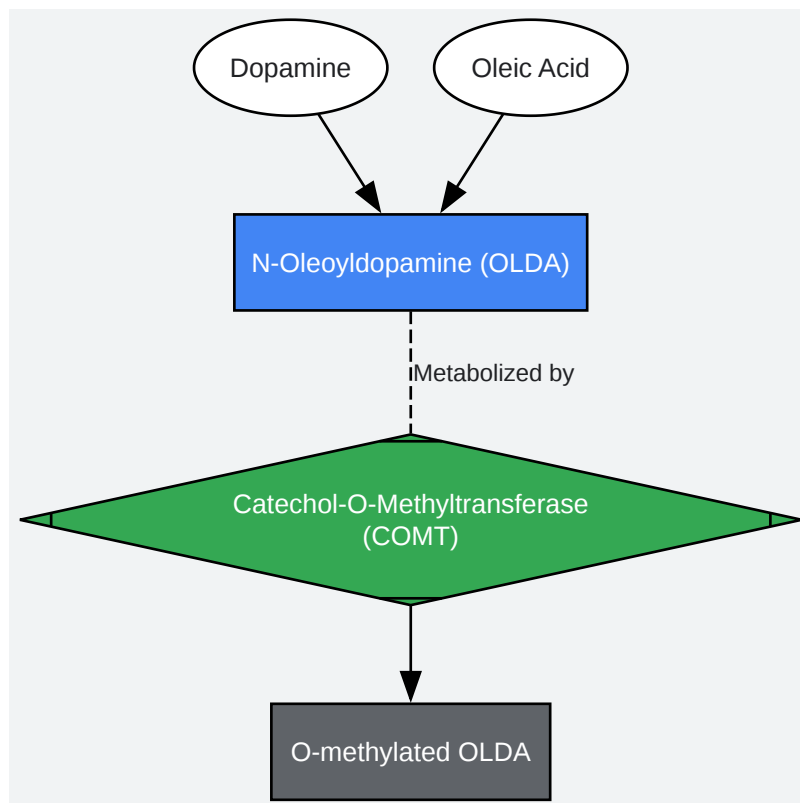 Dopamine
Oleic Acid
N-Oleoyldopamine (OLDA)
Metabolized by
Catechol-O-Methyltransferase
(COMT)
O-methylated OLDA